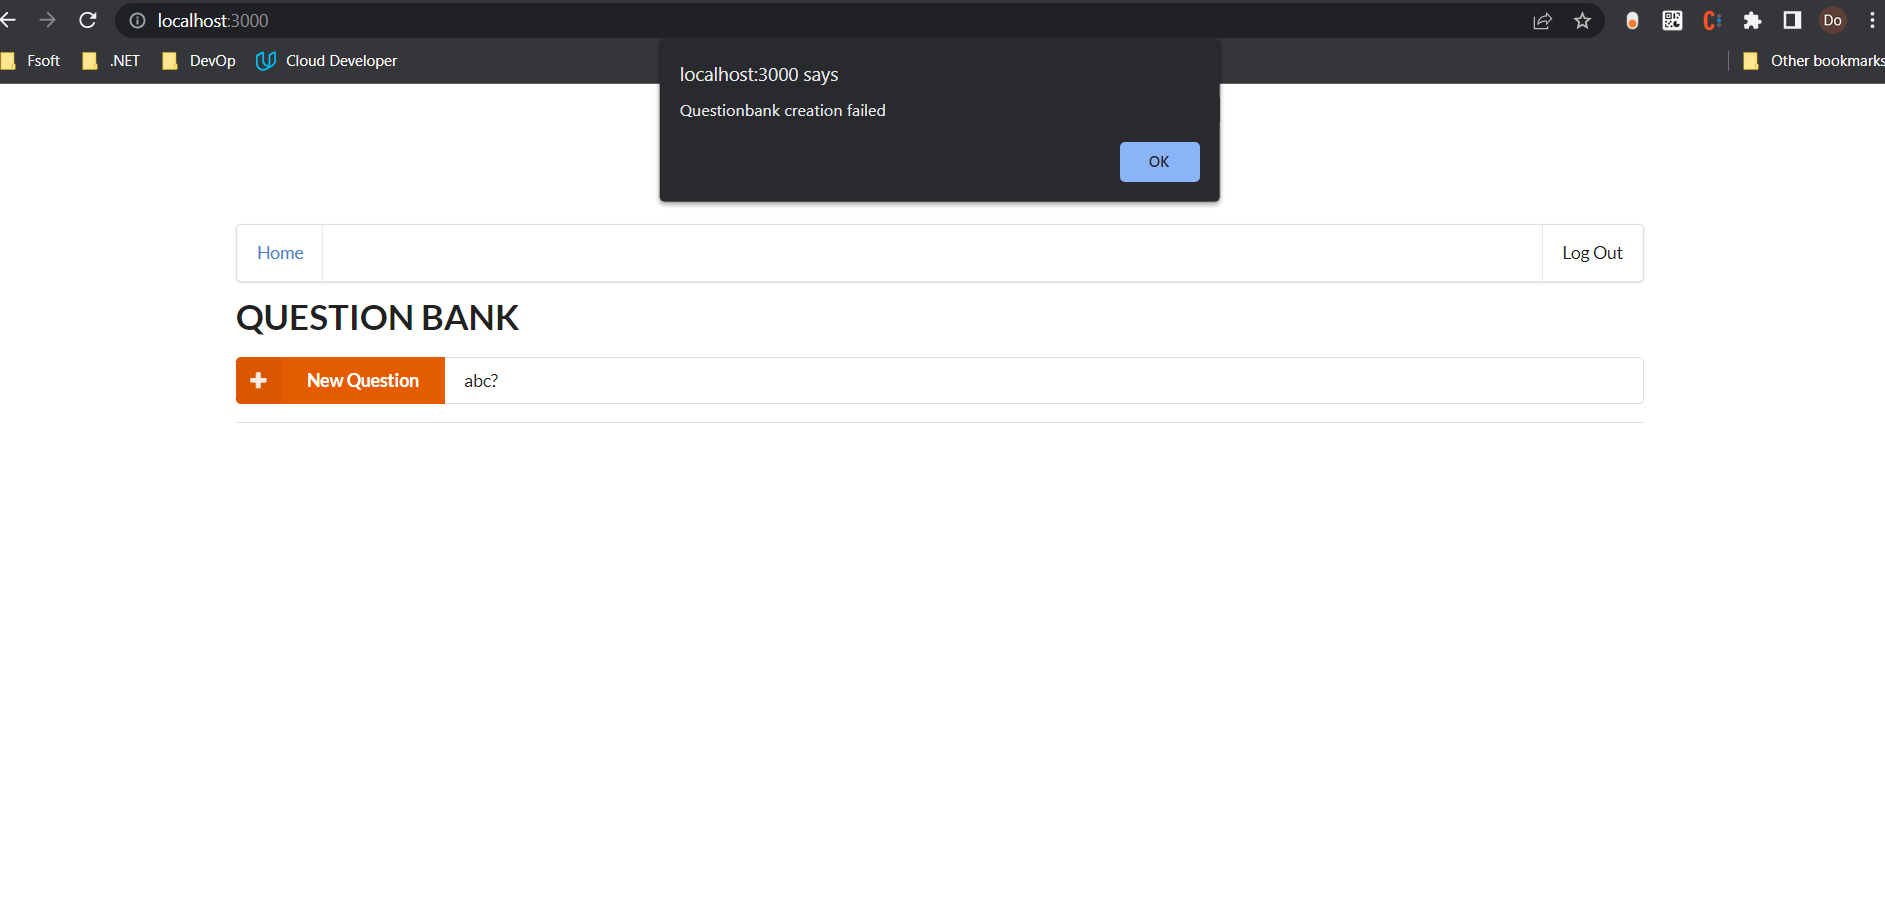 localhost:3000
Fsoft .NET DevOp Cloud Developer Other bookmarks
Do
localhost:3000 says
Questionbank creation failed
OK
Home Log Out
QUESTION BANK
New Question abc?